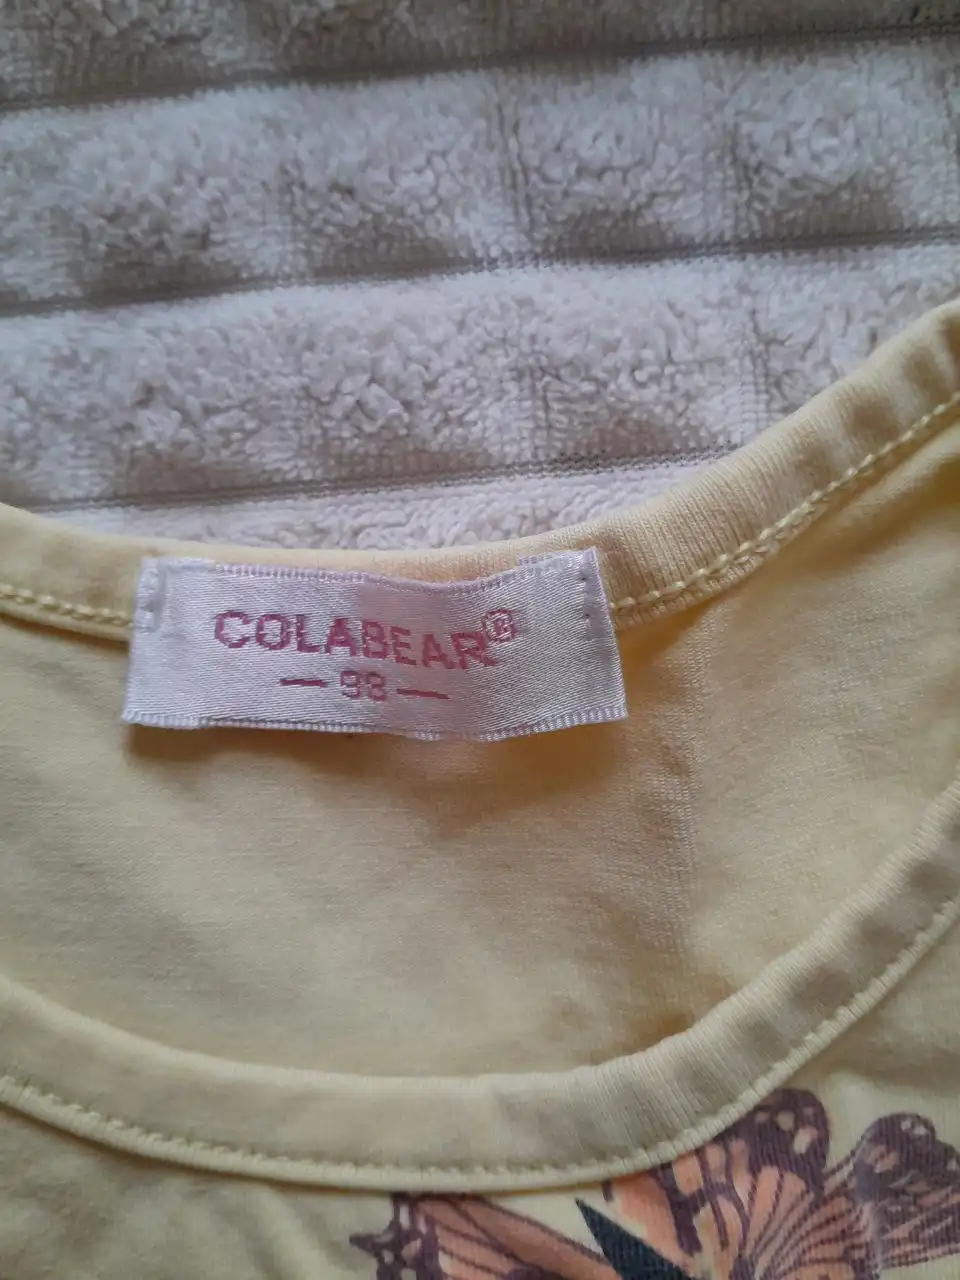 COLABEAR®
— 98 —